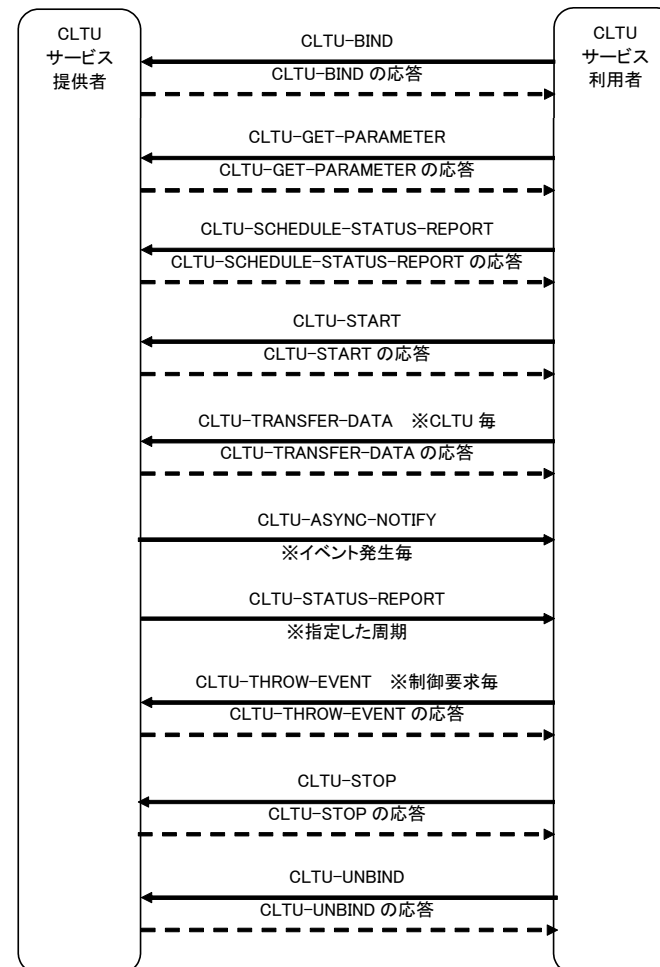 CLTU
サービス
提供者
CLTU
サービス
利用者
CLTU-BIND
CLTU-BIND の応答
CLTU-GET-PARAMETER
CLTU-GET-PARAMETER の応答
CLTU-SCHEDULE-STATUS-REPORT
CLTU-SCHEDULE-STATUS-REPORT の応答
CLTU-START
CLTU-START の応答
CLTU-TRANSFER-DATA ※CLTU 毎
CLTU-TRANSFER-DATA の応答
CLTU-ASYNC-NOTIFY
※イベント発生毎
CLTU-STATUS-REPORT
※指定した周期
CLTU-THROW-EVENT ※制御要求毎
CLTU-THROW-EVENT の応答
CLTU-STOP
CLTU-STOP の応答
CLTU-UNBIND
CLTU-UNBIND の応答